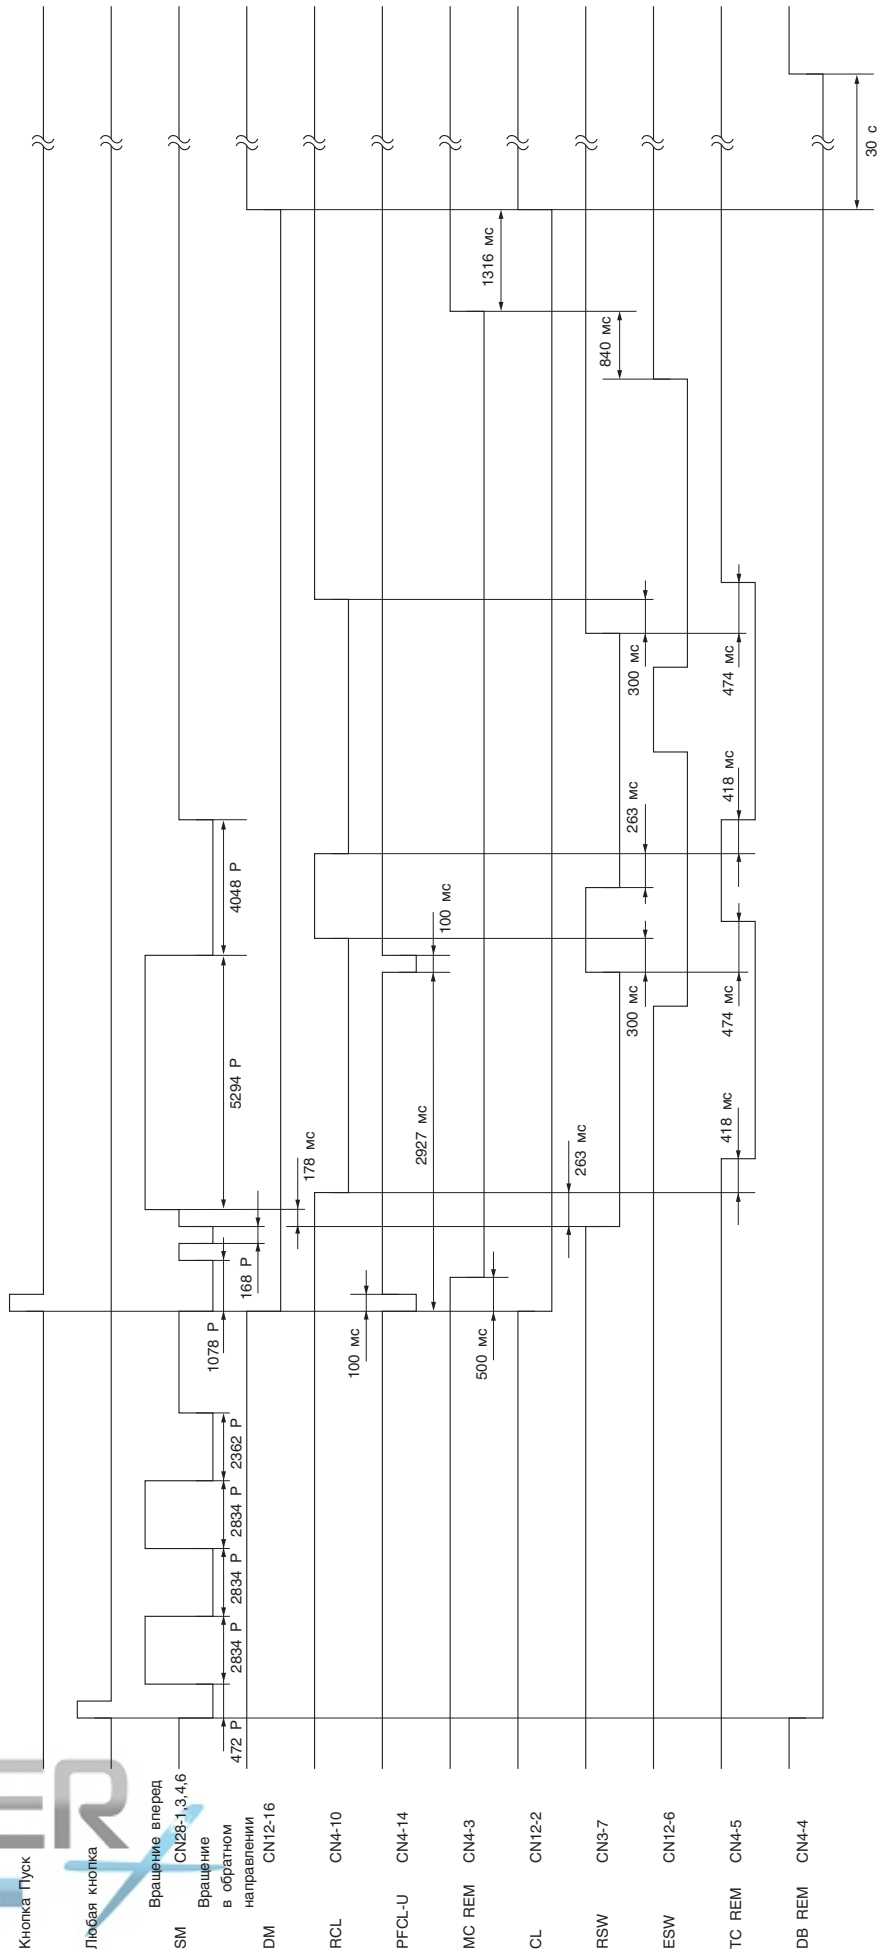 Кнопка Пуск
Любая кнопка
Вращение вперед
SM CN28-1,3,4,6
Вращение
в обратном
направлении
472 P
2834 P
2834 P
2834 P
2362 P
1078 P
168 P
5294 P
4048 P
DM CN12-16
178 мс
RCL CN4-10
PFCL-U CN4-14
100 мс
2927 мс
100 мс
MC REM CN4-3
500 мс
1316 мс
CL CN12-2
263 мс
RSW CN3-7
300 мс
263 мс
300 мс
840 мс
ESW CN12-6
TC REM CN4-5
418 мс
474 мс
418 мс
474 мс
DB REM CN4-4
30 с
ER